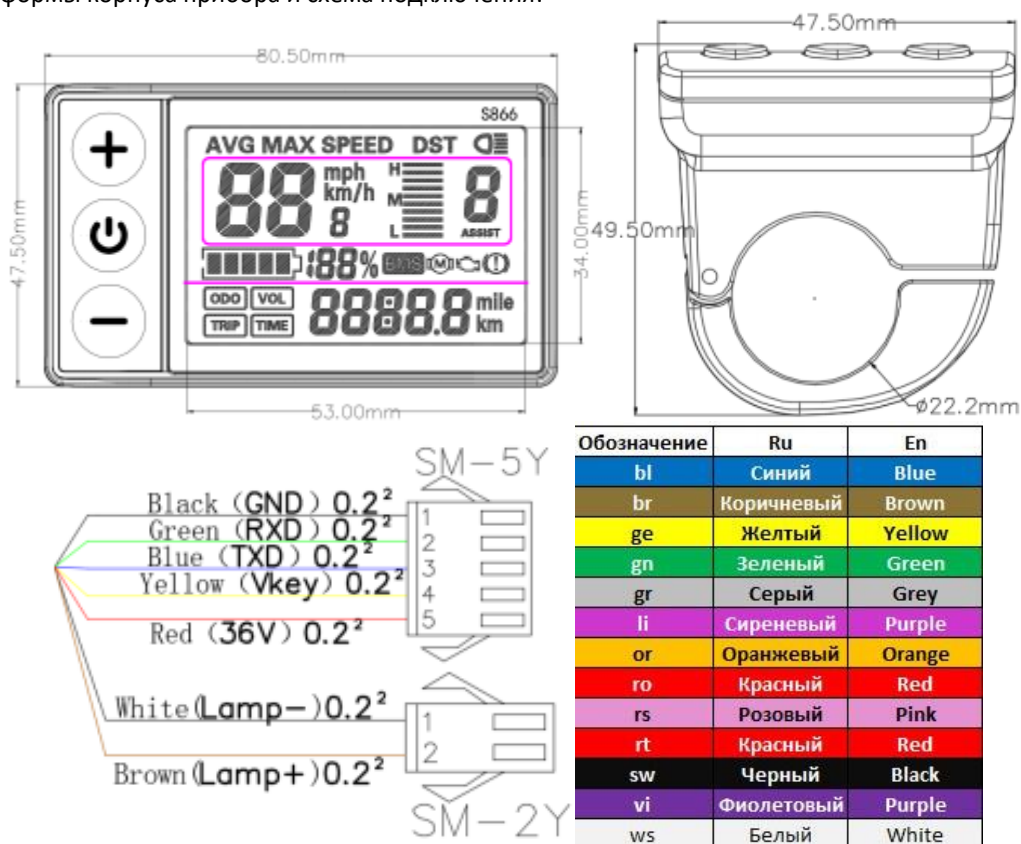 формы корпуса прибора и схема подключения.
80.50mm
47.50mm
S866
AVG MAX SPEED DST
88 mph km/h 8
H
M
L
8
ASSIST
188% BMS M
ODO VOL
TRIP TIME
8888.8 mile km
47.50mm
34.00mm
53.00mm
49.50mm
ø22.2mm
SM-5Y
Black (GND) 0.2²
1
Green (RXD) 0.2²
2
Blue (TXD) 0.2²
3
Yellow (Vkey) 0.2²
4
Red (36V) 0.2²
5
White(Lamp-)0.2²
1
Brown(Lamp+)0.2²
2
SM-2Y
Обозначение Ru En
bl Синий Blue
br Коричневый Brown
ge Желтый Yellow
gn Зеленый Green
gr Серый Grey
li Сиреневый Purple
or Оранжевый Orange
ro Красный Red
rs Розовый Pink
rt Красный Red
sw Черный Black
vi Фиолетовый Purple
ws Белый White